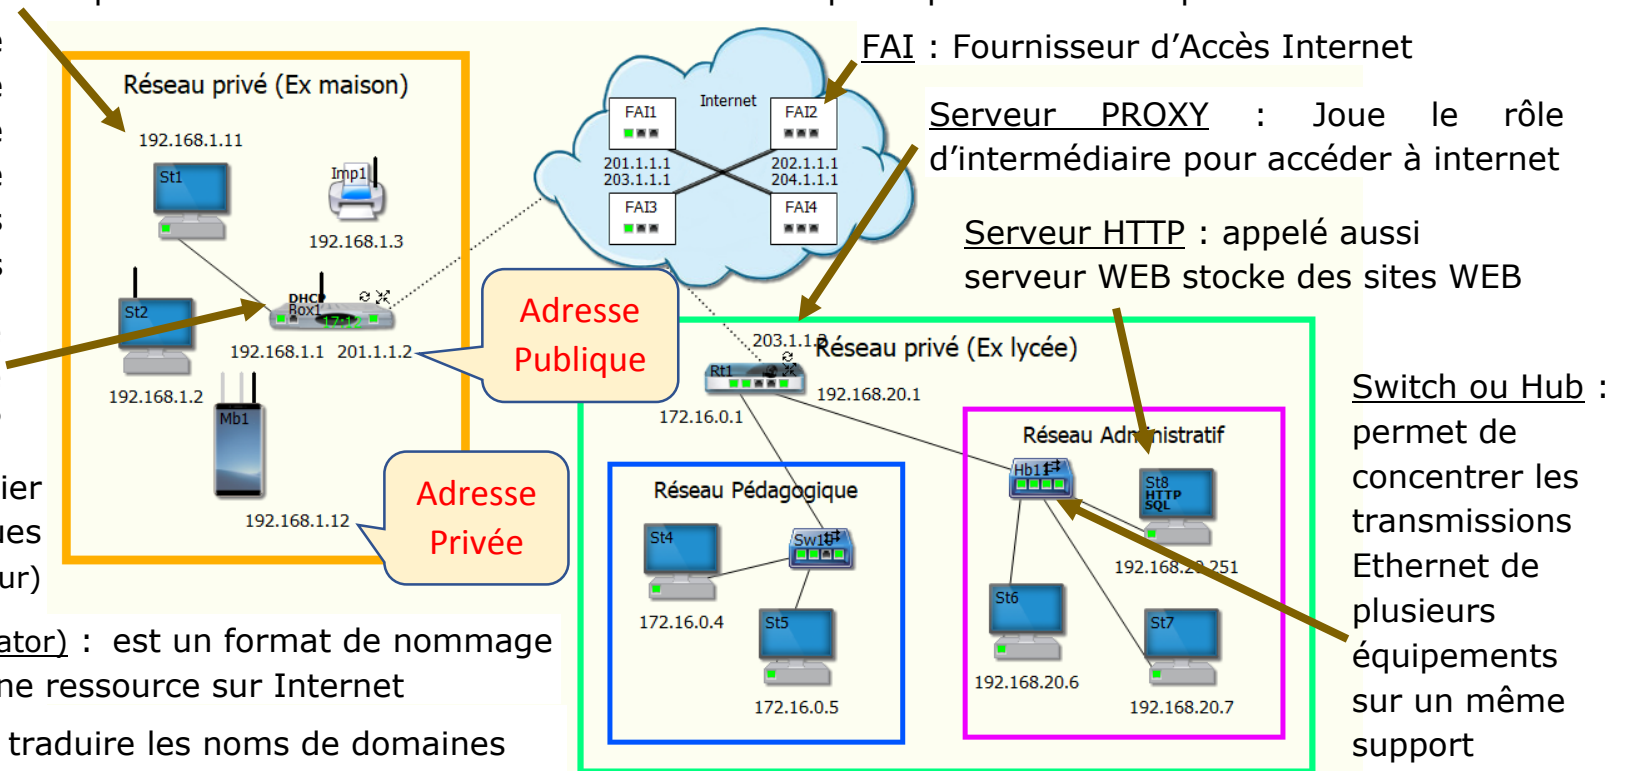 FAI : Fournisseur d’Accès Internet
Serveur PROXY : Joue le rôle
d’intermédiaire pour accéder à internet
Serveur HTTP : appelé aussi
serveur WEB stocke des sites WEB
Switch ou Hub :
permet de
concentrer les
transmissions
Ethernet de
plusieurs
équipements
sur un même
support
Réseau privé (Ex maison)
192.168.1.11
St1
Imp1
192.168.1.3
St2
192.168.1.2
DHCP
Box1
17:12
192.168.1.1 201.1.1.2
Mb1
192.168.1.12
Adresse
Publique
Adresse
Privée
Internet
FAI1
FAI2
201.1.1.1
203.1.1.1
202.1.1.1
204.1.1.1
FAI3
FAI4
Réseau privé (Ex lycée)
203.1.1.2
Rt1
192.168.20.1
172.16.0.1
Réseau Pédagogique
St4
172.16.0.4
St5
172.16.0.5
Réseau Administratif
St8
HTTP
SQL
192.168.20.251
St6
192.168.20.6
St7
192.168.20.7
ier
ues
ur)
ator) : est un format de nommage
ne ressource sur Internet
traduire les noms de domaines